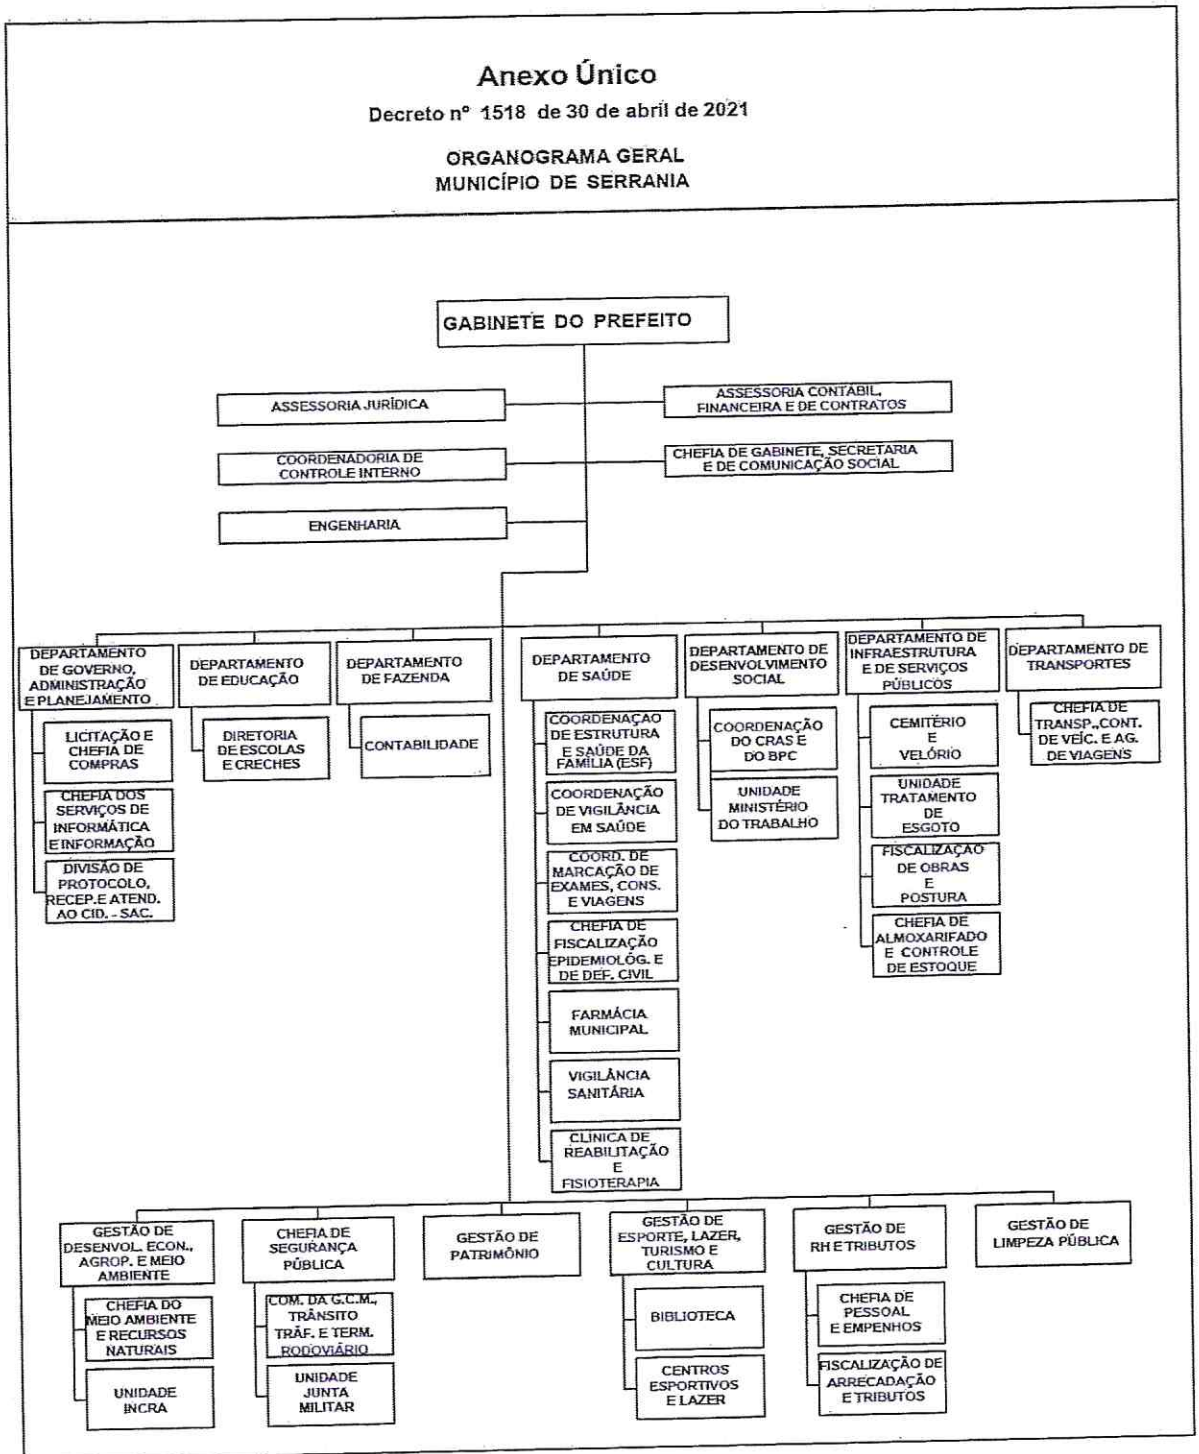 Anexo Único
Decreto nº 1518 de 30 de abril de 2021
ORGANOGRAMA GERAL
MUNICÍPIO DE SERRANIA
GABINETE DO PREFEITO
ASSESSORIA JURÍDICA
ASSESSORIA CONTÁBIL,
FINANCEIRA E DE CONTRATOS
COORDENADORIA DE
CONTROLE INTERNO
CHEFIA DE GABINETE, SECRETARIA
E DE COMUNICAÇÃO SOCIAL
ENGENHARIA
DEPARTAMENTO
DE GOVERNO,
ADMINISTRAÇÃO
E PLANEJAMENTO
LICITAÇÃO E
CHEFIA DE
COMPRAS
CHEFIA DOS
SERVIÇOS DE
INFORMÁTICA
E INFORMAÇÃO
DIVISÃO DE
PROTOCOLO,
RECEP.E ATEND.
AO CID. - SAC.
DEPARTAMENTO
DE EDUCAÇÃO
DIRETORIA
DE ESCOLAS
E CRECHES
DEPARTAMENTO
DE FAZENDA
CONTABILIDADE
DEPARTAMENTO
DE SAÚDE
COORDENAÇÃO
DE ESTRUTURA
E SAÚDE DA
FAMÍLIA (ESF)
COORDENAÇÃO
DE VIGILÂNCIA
EM SAÚDE
COORD. DE
MARCAÇÃO DE
EXAMES, CONS.
E VIAGENS
CHEFIA DE
FISCALIZAÇÃO
EPIDEMIOLÓG. E
DE DEF. CIVIL
FARMÁCIA
MUNICIPAL
VIGILÂNCIA
SANITÁRIA
CLÍNICA DE
REABILITAÇÃO
E
FISIOTERAPIA
DEPARTAMENTO DE
DESENVOLVIMENTO
SOCIAL
COORDENAÇÃO
DO CRAS E
DO BPC
UNIDADE
MINISTÉRIO
DO TRABALHO
DEPARTAMENTO DE
INFRAESTRUTURA
E DE SERVIÇOS
PÚBLICOS
CEMITÉRIO
E
VELÓRIO
UNIDADE
TRATAMENTO
DE
ESGOTO
FISCALIZAÇÃO
DE OBRAS
E
POSTURA
CHEFIA DE
ALMOXARIFADO
E CONTROLE
DE ESTOQUE
DEPARTAMENTO DE
TRANSPORTES
CHEFIA DE
TRANSP.,CONT.
DE VEÍC. E AG.
DE VIAGENS
GESTÃO DE
DESENVOL. ECON.,
AGROP. E MEIO
AMBIENTE
CHEFIA DO
MEIO AMBIENTE
E RECURSOS
NATURAIS
UNIDADE
INCRA
CHEFIA DE
SEGURANÇA
PÚBLICA
COM. DA G.C.M.,
TRÂNSITO
TRÁF. E TERM.
RODOVIÁRIO
UNIDADE
JUNTA
MILITAR
GESTÃO DE
PATRIMÔNIO
GESTÃO DE
ESPORTE, LAZER,
TURISMO E
CULTURA
BIBLIOTECA
CENTROS
ESPORTIVOS
E LAZER
GESTÃO DE
RH E TRIBUTOS
CHEFIA DE
PESSOAL
E EMPENHOS
FISCALIZAÇÃO DE
ARRECADAÇÃO
E TRIBUTOS
GESTÃO DE
LIMPEZA PÚBLICA